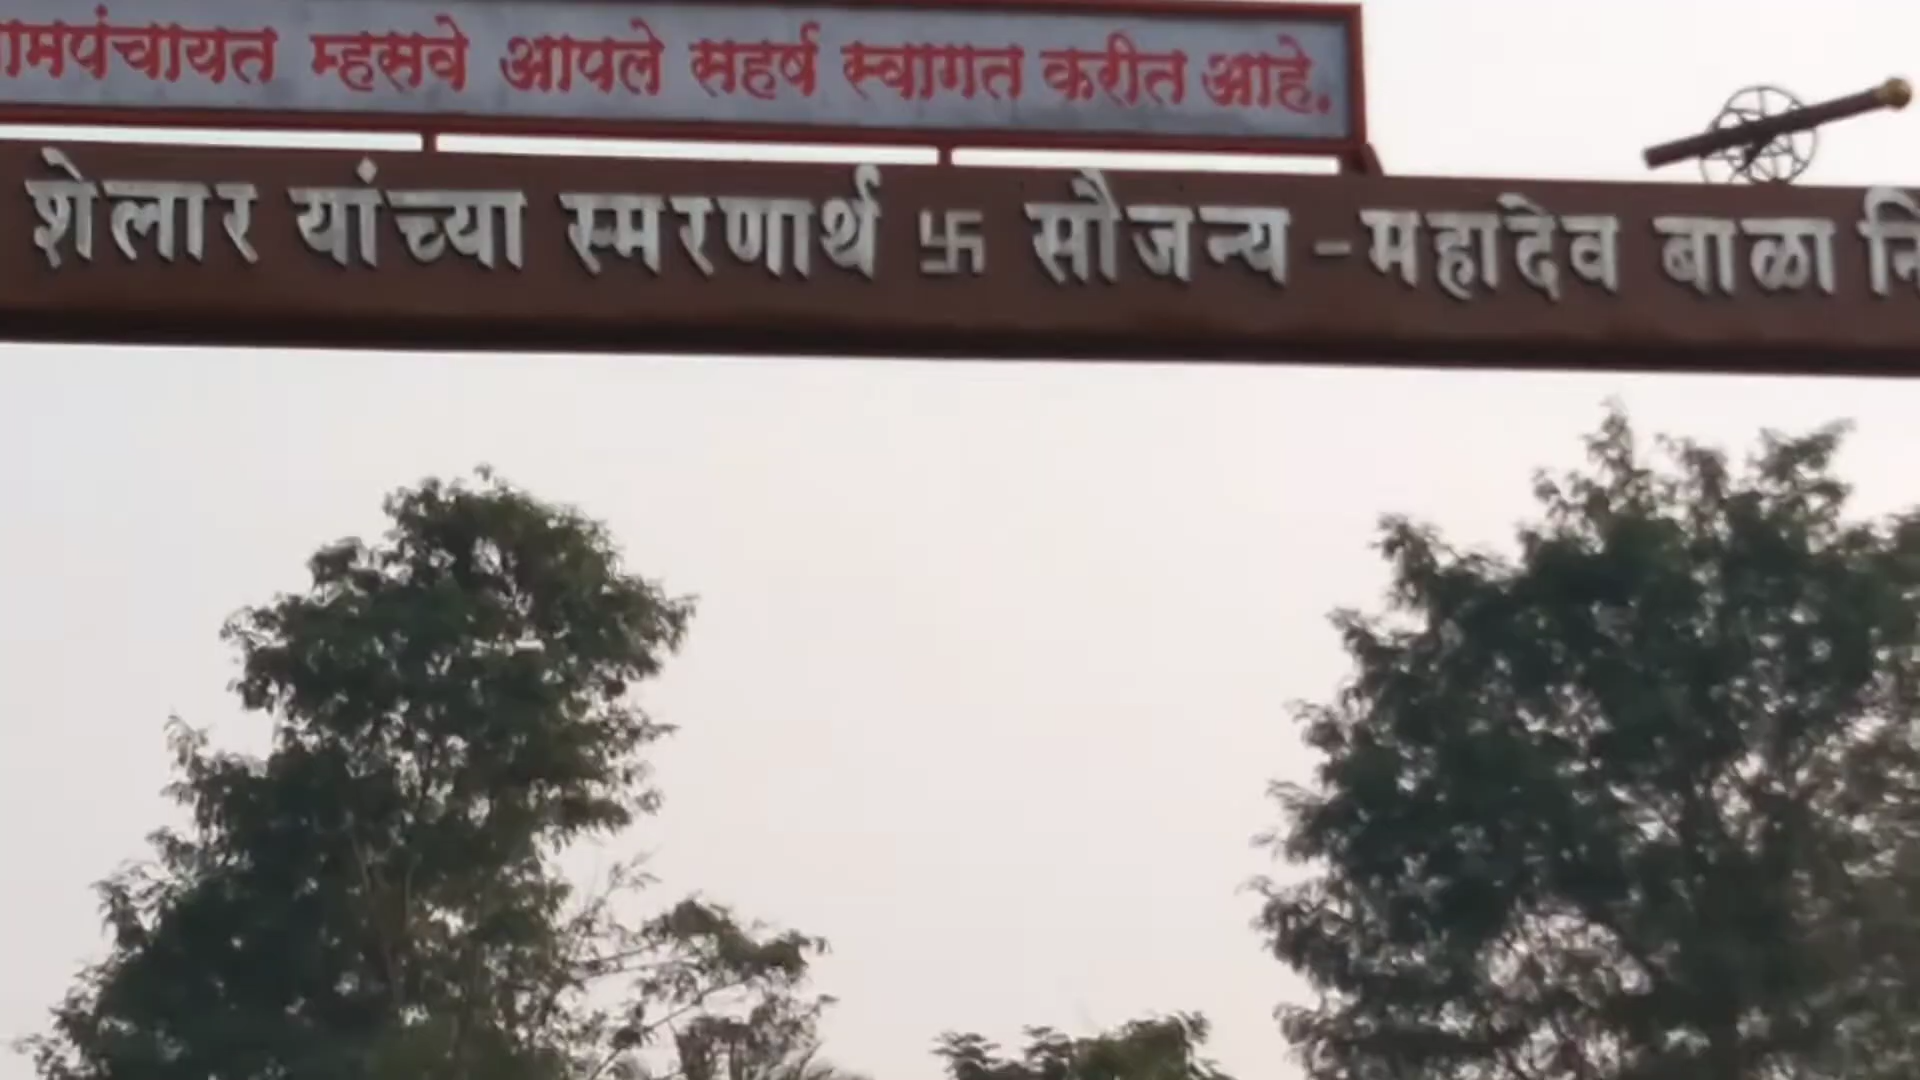 ामपंचायत म्हसवे आपले सहर्ष स्वागत करीत आहे.
शेलार यांच्या स्मरणार्थ 卐 सौजन्य - महादेव बाळा नि